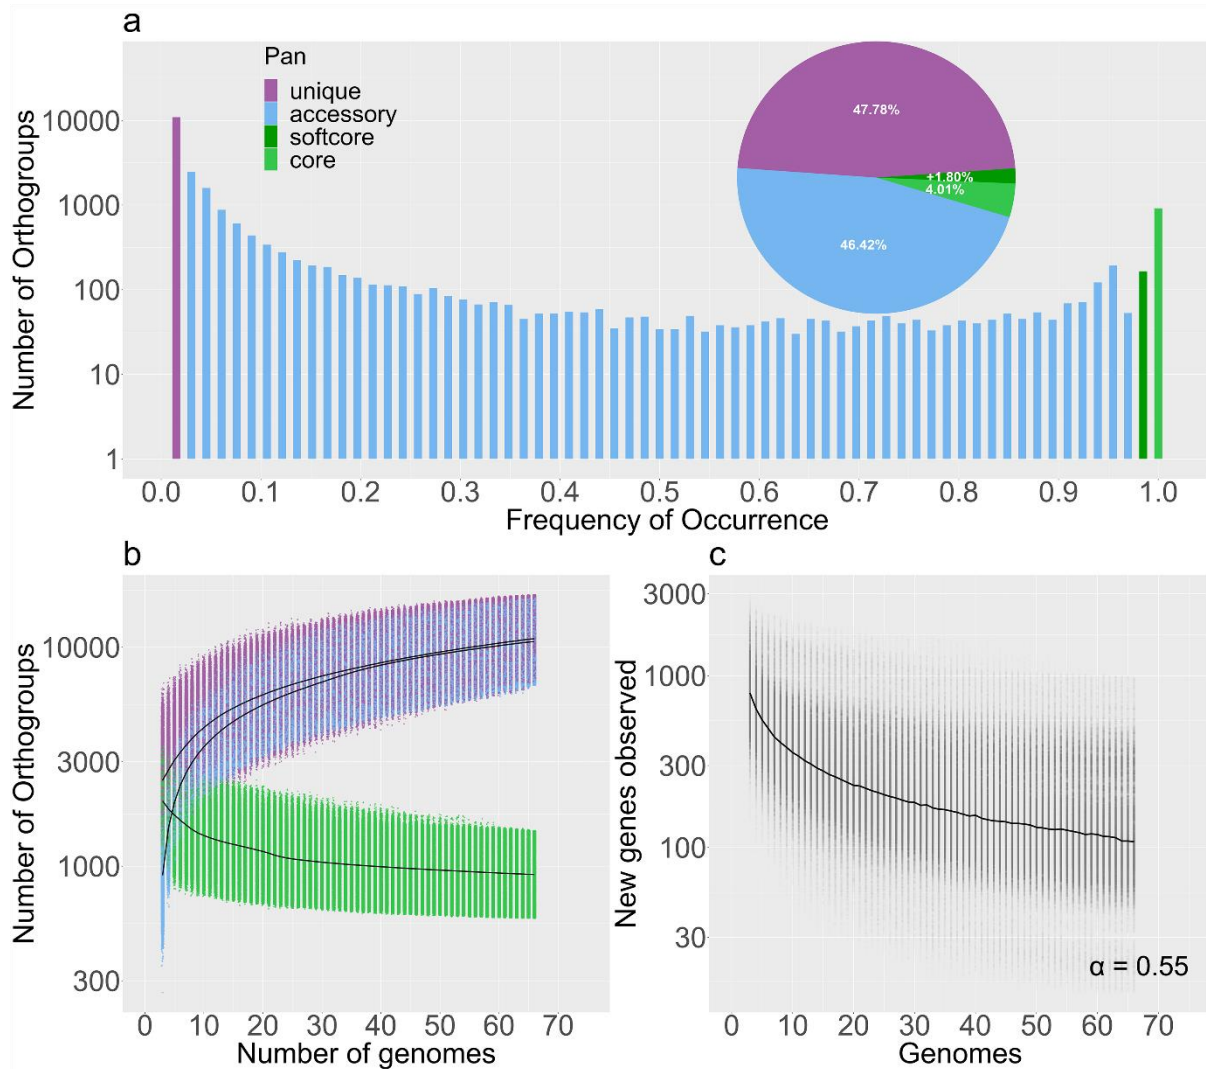 a
Pan
unique
accessory
softcore
core
47.78%
+1.80%
4.01%
46.42%
10000
1000
100
10
1
Number of Orthogroups
0.0 0.1 0.2 0.3 0.4 0.5 0.6 0.7 0.8 0.9 1.0
Frequency of Occurrence
b
10000
3000
1000
300
Number of Orthogroups
0 10 20 30 40 50 60 70
Number of genomes
c
3000
1000
300
100
30
New genes observed
α = 0.55
0 10 20 30 40 50 60 70
Genomes